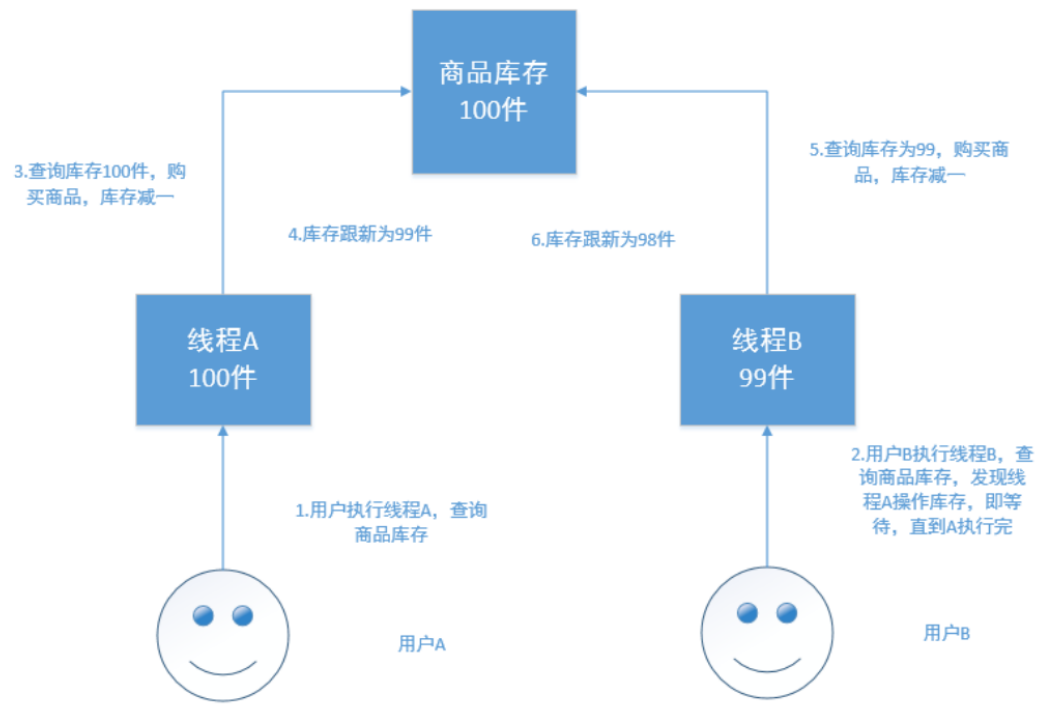 商品库存
100件
3.查询库存100件，购
买商品，库存减一
5.查询库存为99，购买商
品，库存减一
4.库存跟新为99件
6.库存跟新为98件
线程A
100件
线程B
99件
1.用户执行线程A，查询
商品库存
2.用户B执行线程B，查
询商品库存，发现线
程A操作库存，即等
待，直到A执行完
用户A
用户B